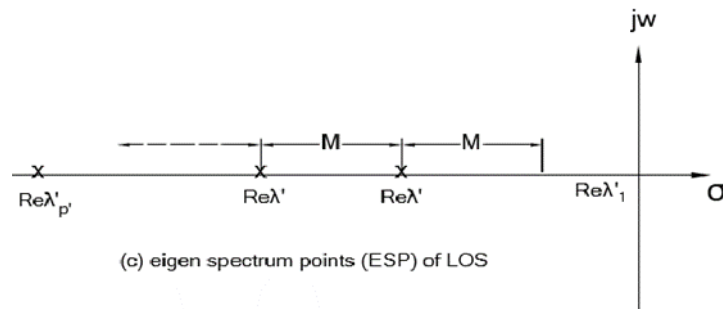 jw
M M
Reλ'p' Reλ' Reλ' Reλ'1 σ
(c) eigen spectrum points (ESP) of LOS